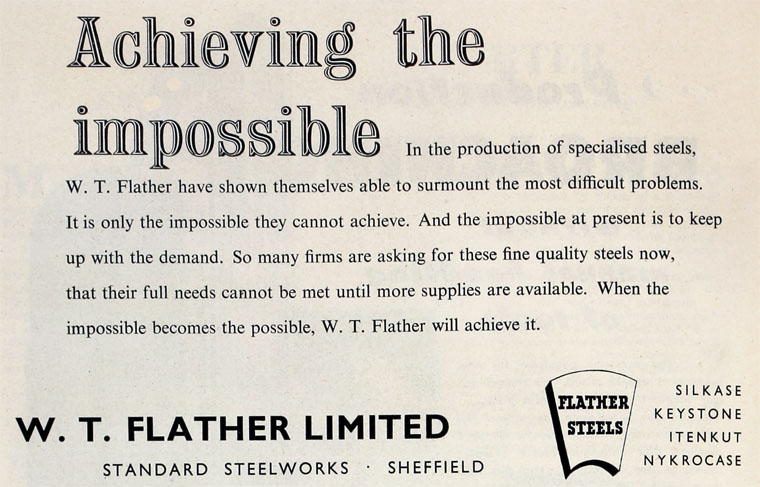 Achieving the
impossible In the production of specialised steels,
W. T. Flather have shown themselves able to surmount the most difficult problems.
It is only the impossible they cannot achieve. And the impossible at present is to keep
up with the demand. So many firms are asking for these fine quality steels now,
that their full needs cannot be met until more supplies are available. When the
impossible becomes the possible, W. T. Flather will achieve it.
W. T. FLATHER LIMITED
STANDARD STEELWORKS · SHEFFIELD
FLATHER
STEELS
SILKASE
KEYSTONE
ITENKUT
NYKROCASE